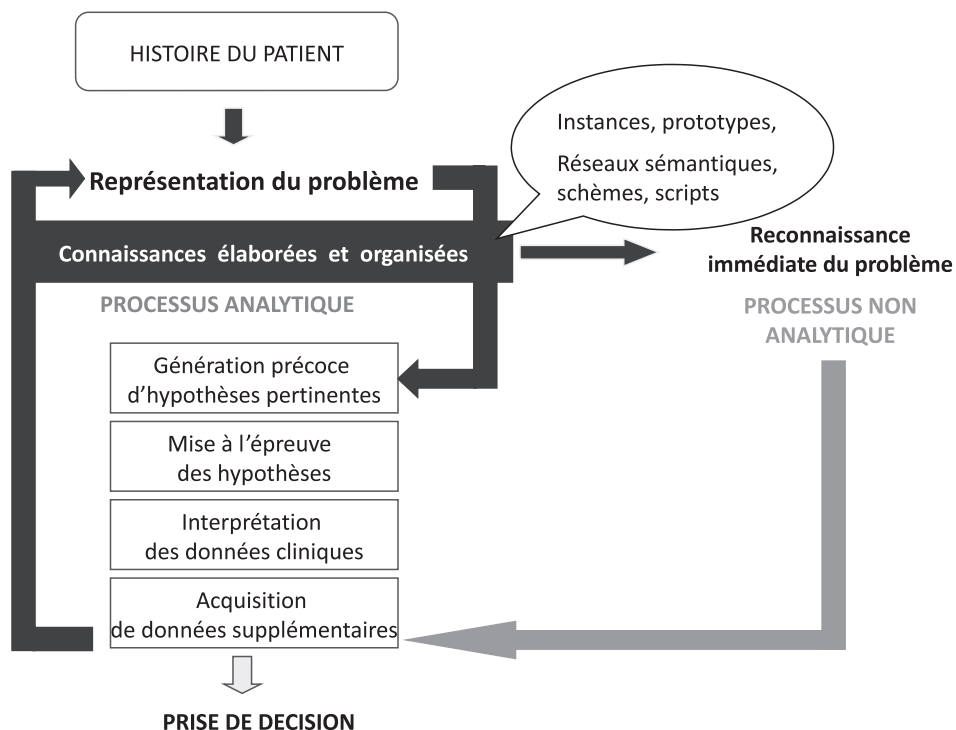 HISTOIRE DU PATIENT
Instances, prototypes,
Réseaux sémantiques,
schèmes, scripts
Représentation du problème
Connaissances élaborées et organisées
Reconnaissance
immédiate du problème
PROCESSUS NON
ANALYTIQUE
PROCESSUS ANALYTIQUE
Génération précoce
d’hypothèses pertinentes
Mise à l’épreuve
des hypothèses
Interprétation
des données cliniques
Acquisition
de données supplémentaires
PRISE DE DECISION